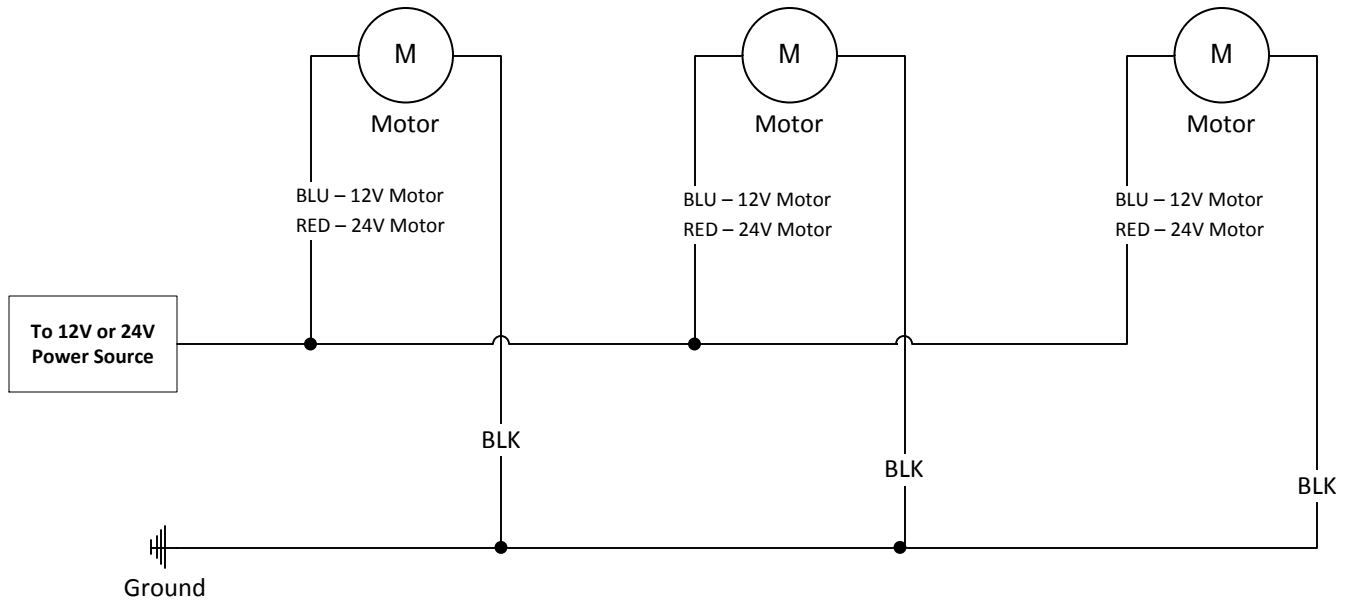 M
Motor
BLU – 12V Motor
RED – 24V Motor
M
Motor
BLU – 12V Motor
RED – 24V Motor
M
Motor
BLU – 12V Motor
RED – 24V Motor
To 12V or 24V
Power Source
BLK
BLK
BLK
Ground